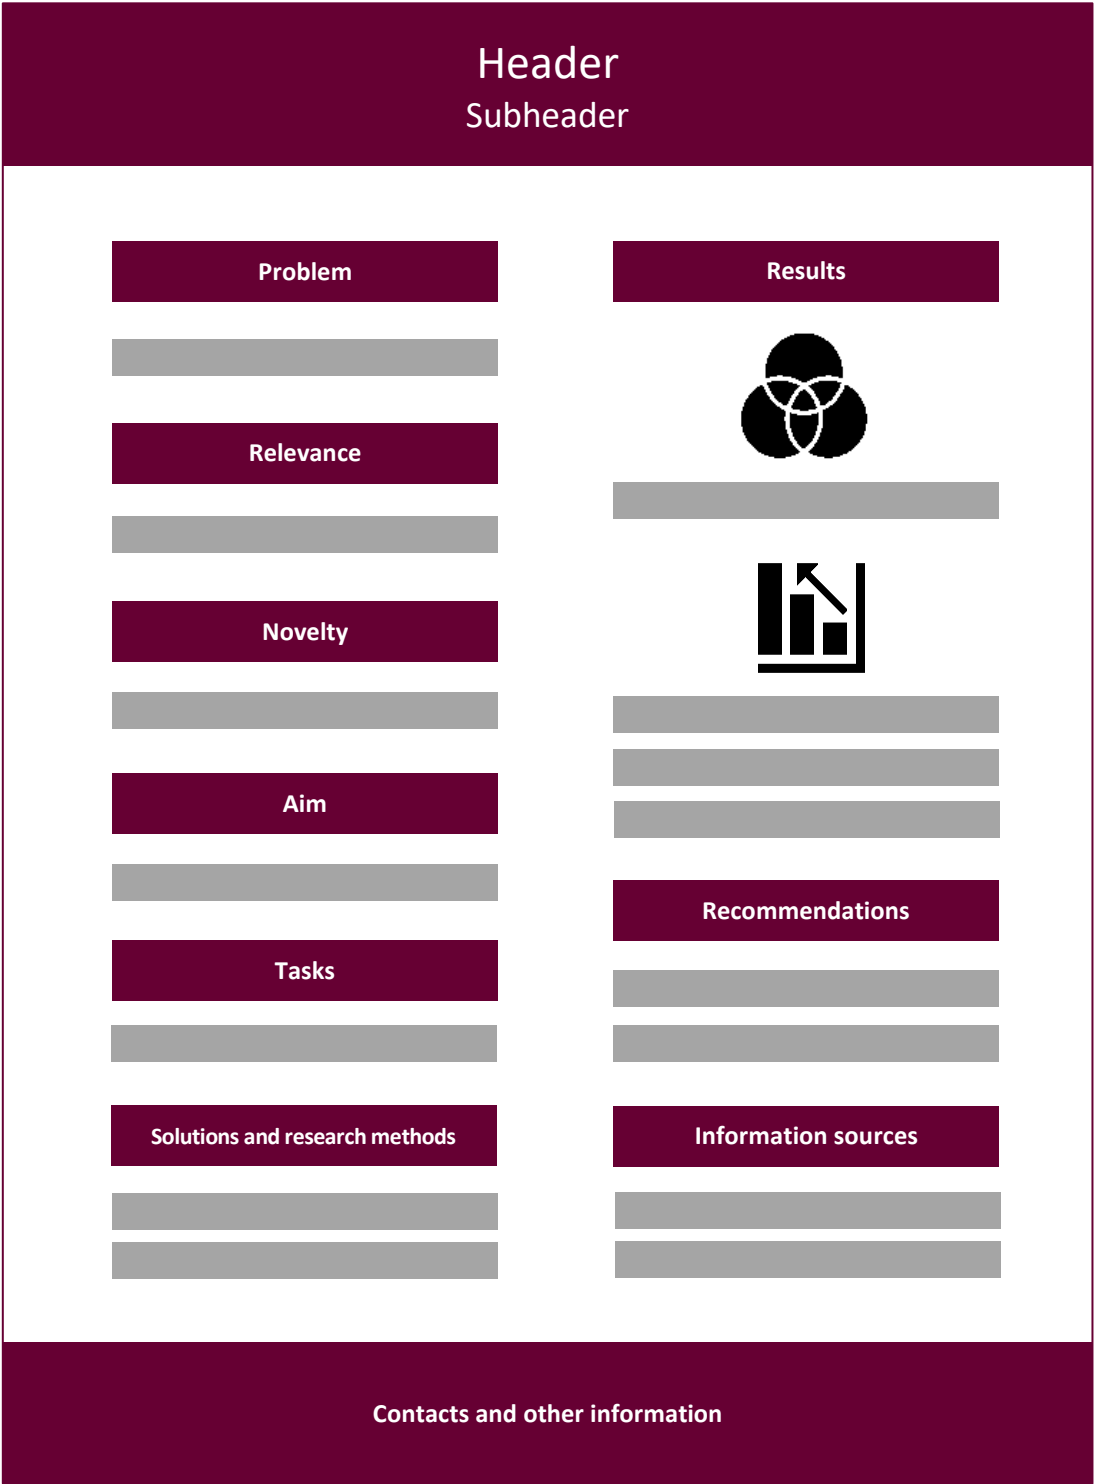 Header
Subheader
Problem
Relevance
Novelty
Aim
Tasks
Solutions and research methods
Results
Recommendations
Information sources
Contacts and other information